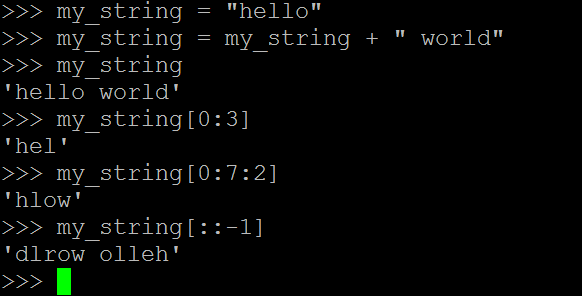 >>> my_string = "hello"
>>> my_string = my_string + " world"
>>> my_string
'hello world'
>>> my_string[0:3]
'hel'
>>> my_string[0:7:2]
'hlow'
>>> my_string[::-1]
'dlrow olleh'
>>>